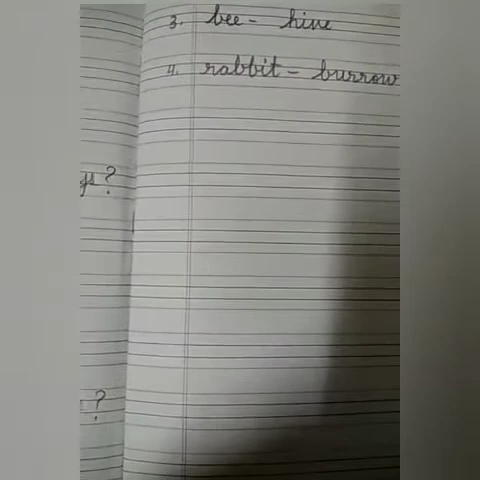 3. bee - hive
4. rabbit - burrow
?
?